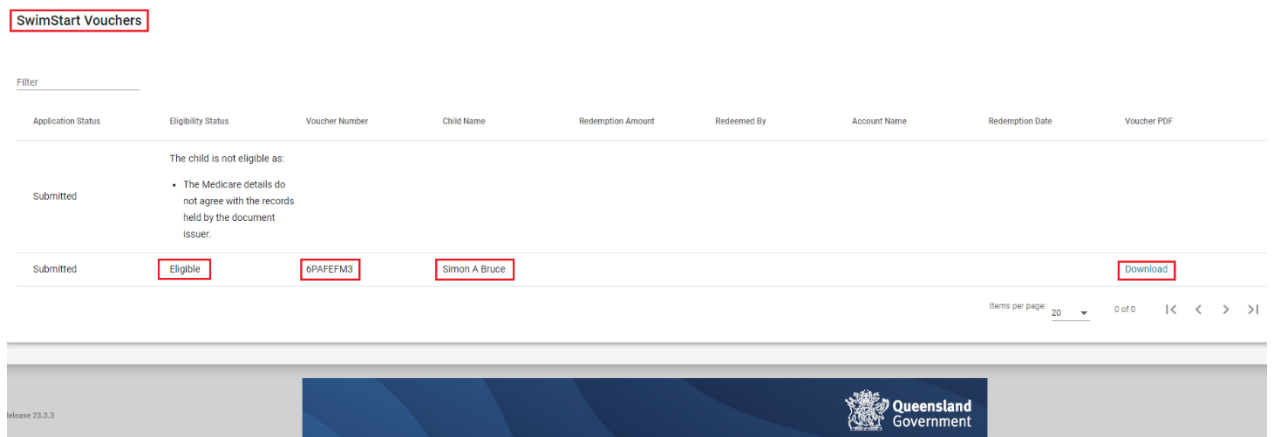 SwimStart Vouchers
Filter
Application Status Eligibility Status Voucher Number Child Name Redemption Amount Redeemed By Account Name Redemption Date Voucher PDF
The child is not eligible as:
• The Medicare details do
not agree with the records
held by the document
issuer.
Submitted
Submitted Eligible 6PAFEFM3 Simon A Bruce Download
Items per page: 20 0 of 0
Release 23.3.3
Queensland
Government